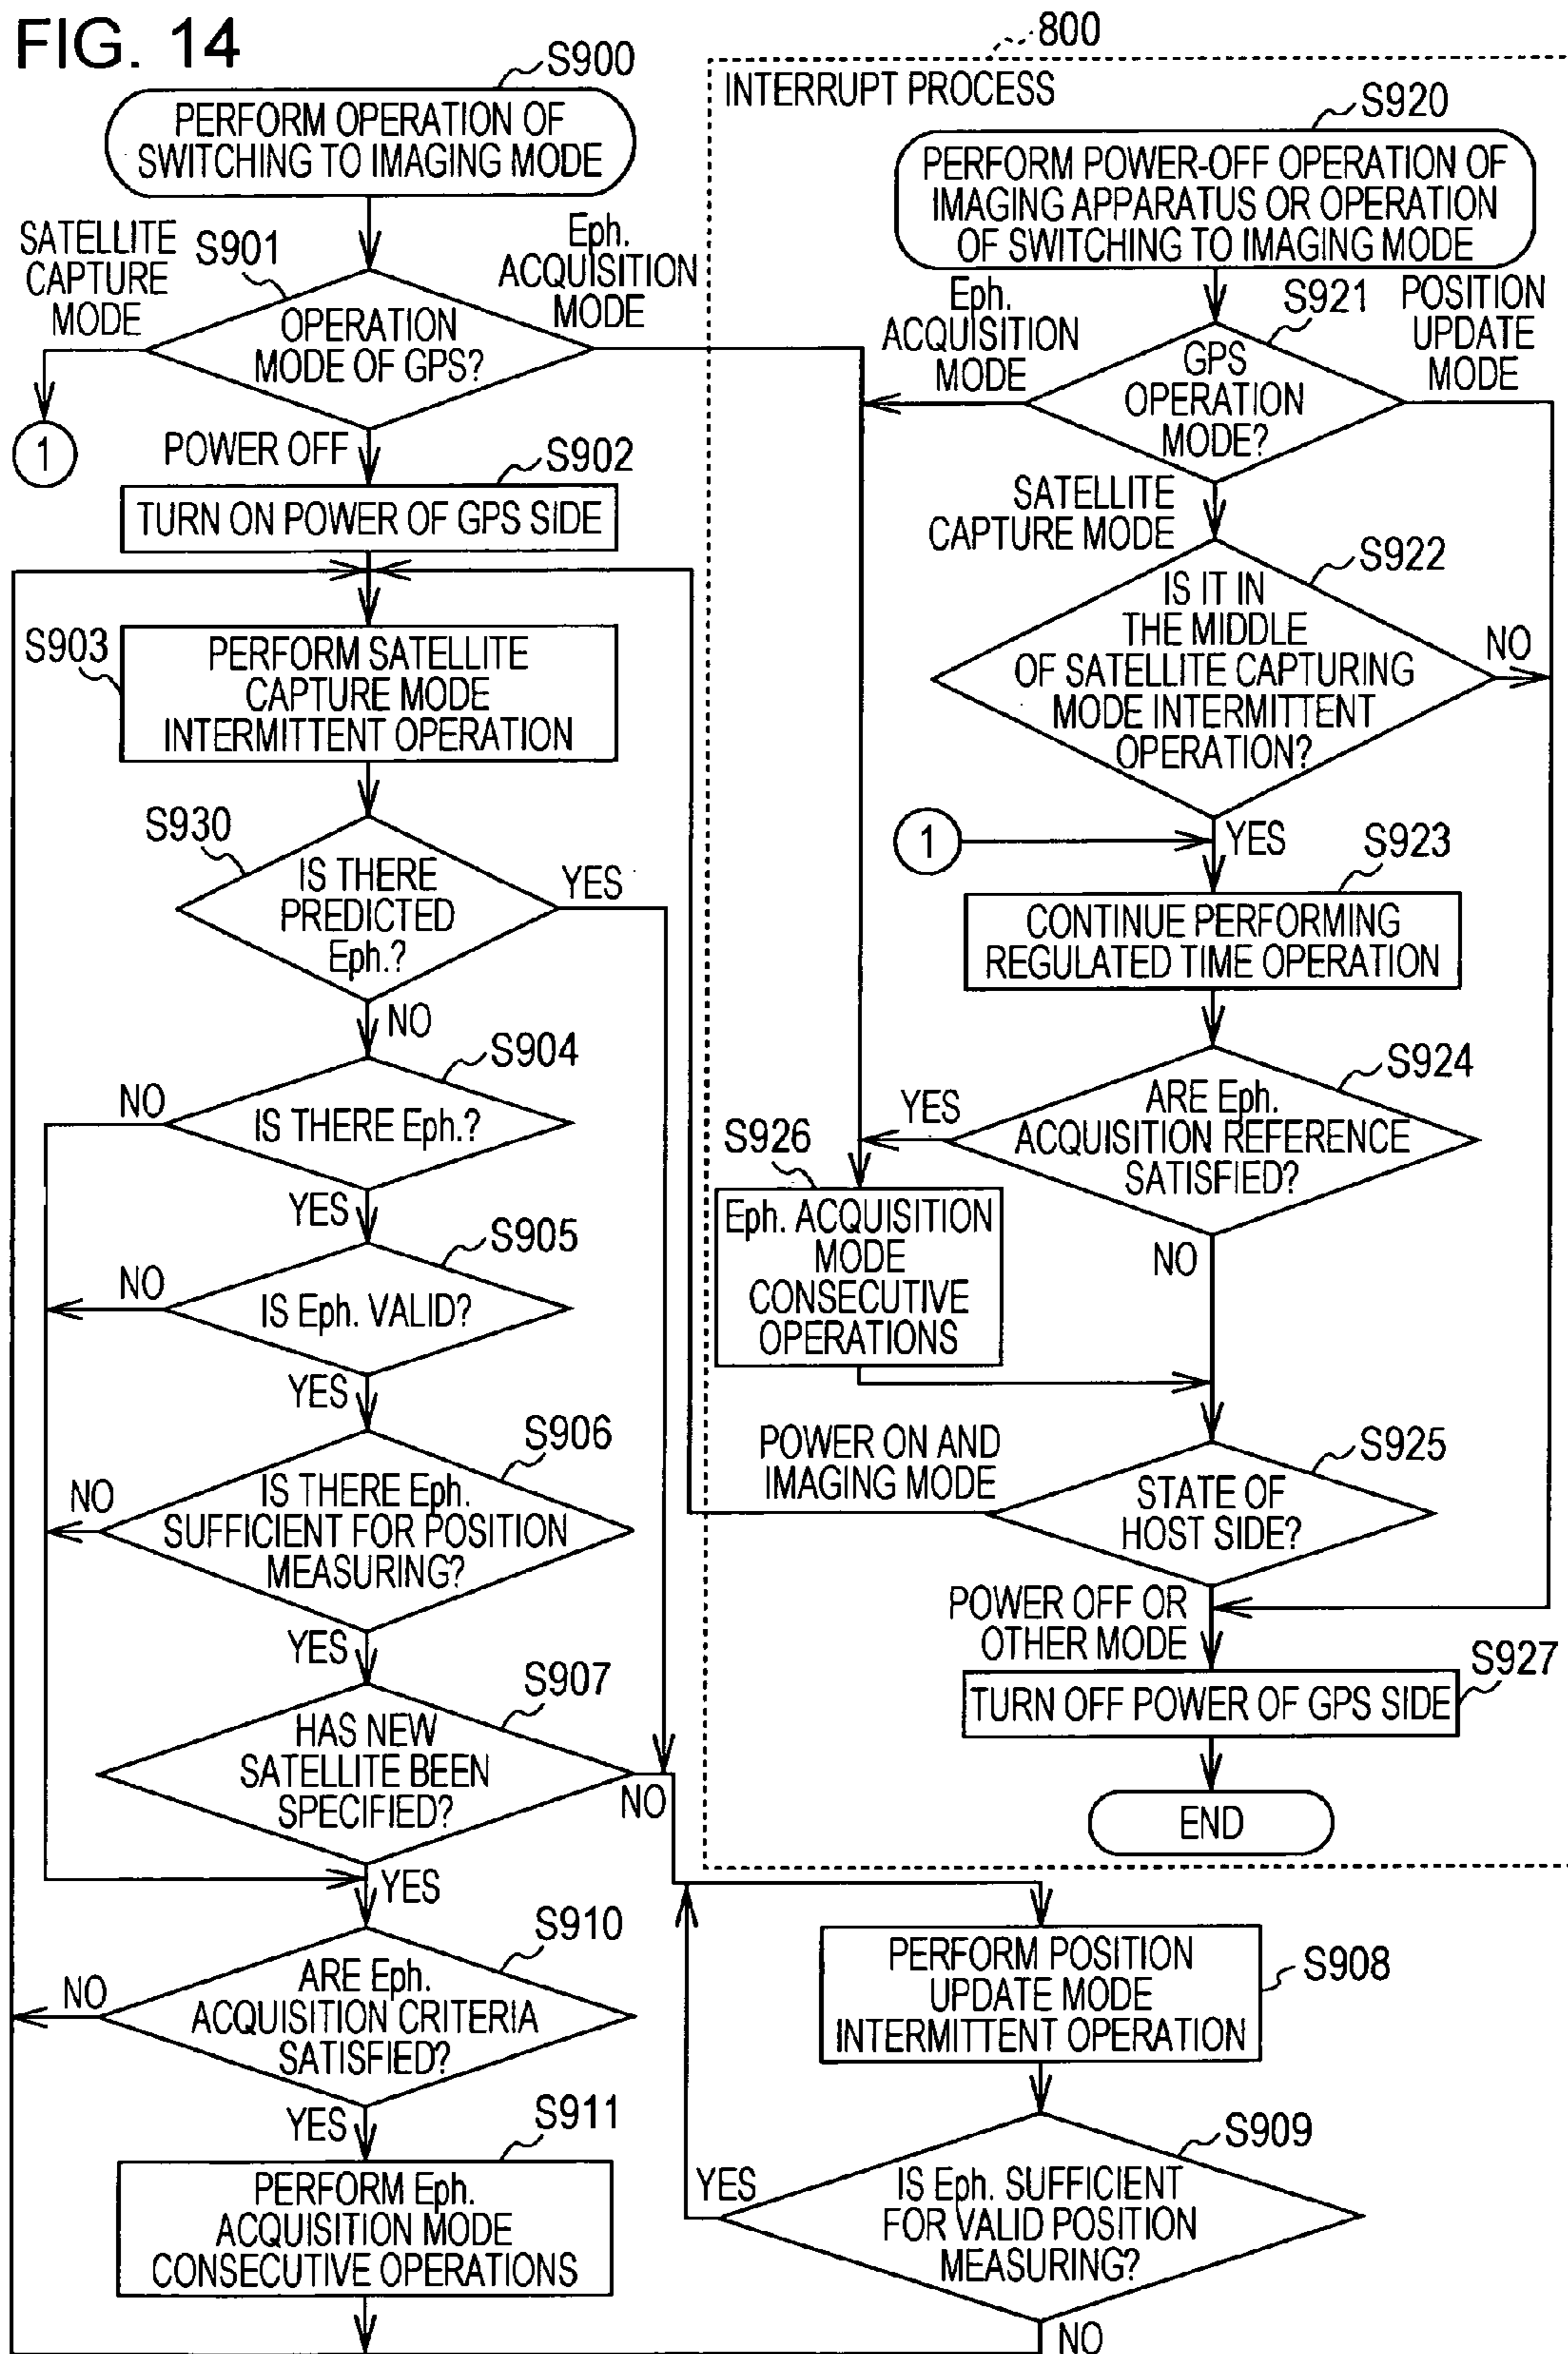 FIG. 14
S900
PERFORM OPERATION OF
SWITCHING TO IMAGING MODE
SATELLITE
CAPTURE
MODE
S901
Eph.
ACQUISITION
MODE
OPERATION
MODE OF GPS?
1
POWER OFF
S902
TURN ON POWER OF GPS SIDE
S903
PERFORM SATELLITE
CAPTURE MODE
INTERMITTENT OPERATION
S930
IS THERE
PREDICTED
Eph.?
YES
NO
S904
NO
IS THERE Eph.?
YES
S905
NO
IS Eph. VALID?
YES
S906
NO
IS THERE Eph.
SUFFICIENT FOR POSITION
MEASURING?
YES
S907
HAS NEW
SATELLITE BEEN
SPECIFIED?
NO
YES
S910
NO
ARE Eph.
ACQUISITION CRITERIA
SATISFIED?
YES
S911
PERFORM Eph.
ACQUISITION MODE
CONSECUTIVE OPERATIONS
800
INTERRUPT PROCESS
S920
PERFORM POWER-OFF OPERATION OF
IMAGING APPARATUS OR OPERATION
OF SWITCHING TO IMAGING MODE
Eph.
ACQUISITION
MODE
S921
POSITION
UPDATE
MODE
GPS
OPERATION
MODE?
SATELLITE
CAPTURE MODE
S922
IS IT IN
THE MIDDLE
OF SATELLITE CAPTURING
MODE INTERMITTENT
OPERATION?
NO
1
YES
S923
CONTINUE PERFORMING
REGULATED TIME OPERATION
S924
YES
ARE Eph.
ACQUISITION REFERENCE
SATISFIED?
S926
Eph. ACQUISITION
MODE
CONSECUTIVE
OPERATIONS
NO
POWER ON AND
IMAGING MODE
S925
STATE OF
HOST SIDE?
POWER OFF OR
OTHER MODE
S927
TURN OFF POWER OF GPS SIDE
END
PERFORM POSITION
UPDATE MODE
INTERMITTENT OPERATION
S908
S909
YES
IS Eph. SUFFICIENT
FOR VALID POSITION
MEASURING?
NO